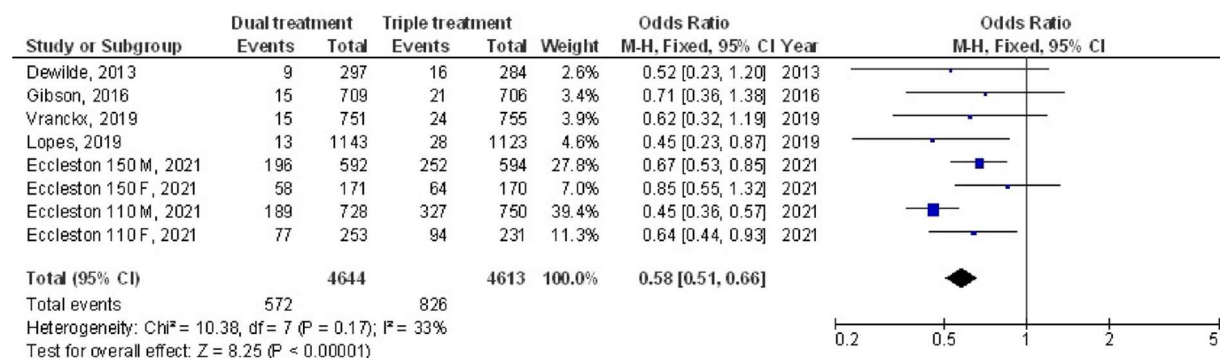 Dual treatment Triple treatment Odds Ratio Odds Ratio
Study or Subgroup Events Total Events Total Weight M-H, Fixed, 95% CI Year M-H, Fixed, 95% CI
Dewilde, 2013 9 297 16 284 2.6% 0.52 [0.23, 1.20] 2013
Gibson, 2016 15 709 21 706 3.4% 0.71 [0.36, 1.38] 2016
Vranckx, 2019 15 751 24 755 3.9% 0.62 [0.32, 1.19] 2019
Lopes, 2019 13 1143 28 1123 4.6% 0.45 [0.23, 0.87] 2019
Eccleston 150 M, 2021 196 592 252 594 27.8% 0.67 [0.53, 0.85] 2021
Eccleston 150 F, 2021 58 171 64 170 7.0% 0.85 [0.55, 1.32] 2021
Eccleston 110 M, 2021 189 728 327 750 39.4% 0.45 [0.36, 0.57] 2021
Eccleston 110 F, 2021 77 253 94 231 11.3% 0.64 [0.44, 0.93] 2021
Total (95% CI) 4644 4613 100.0% 0.58 [0.51, 0.66]
Total events 572 826
Heterogeneity: Chi² = 10.38, df = 7 (P = 0.17); I² = 33%
Test for overall effect: Z = 8.25 (P < 0.00001)
0.2 0.5 1 2 5